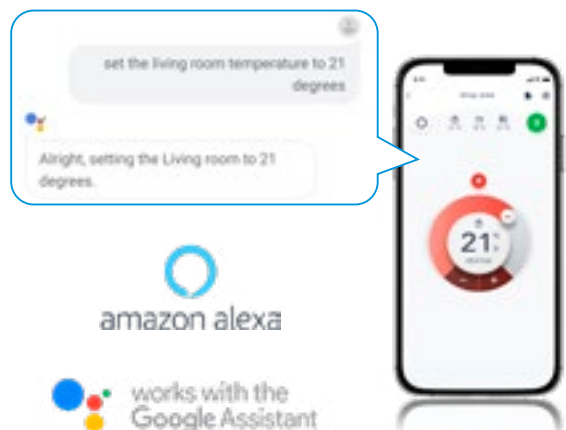 set the living room temperature to 21
degrees
Alright, setting the Living room to 21
degrees.
21
amazon alexa
works with the
Google Assistant